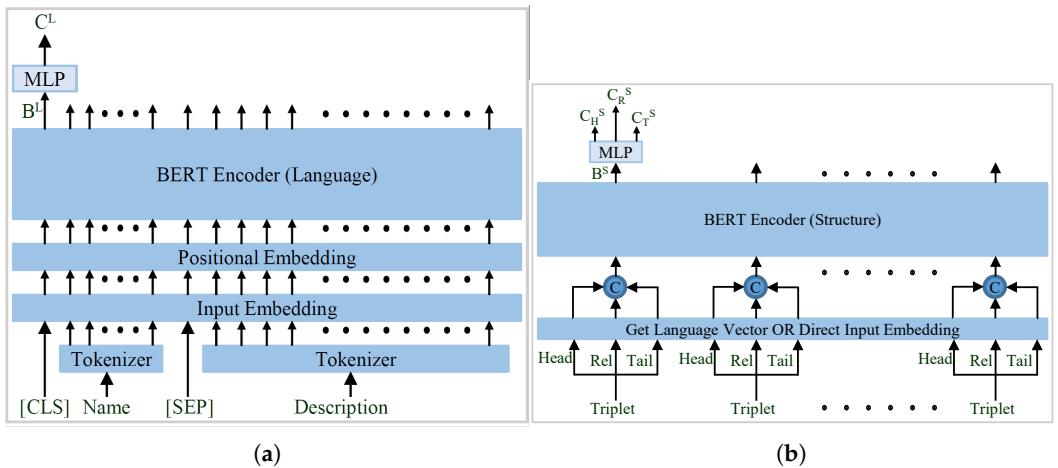 C^L
MLP
B^L
BERT Encoder (Language)
Positional Embedding
Input Embedding
Tokenizer Tokenizer
[CLS] Name [SEP] Description
(a)
C_R^S
C_H^S C_T^S
MLP
B^S
BERT Encoder (Structure)
C C C
Get Language Vector OR Direct Input Embedding
Head Rel Tail Head Rel Tail Head Rel Tail
Triplet Triplet Triplet
(b)